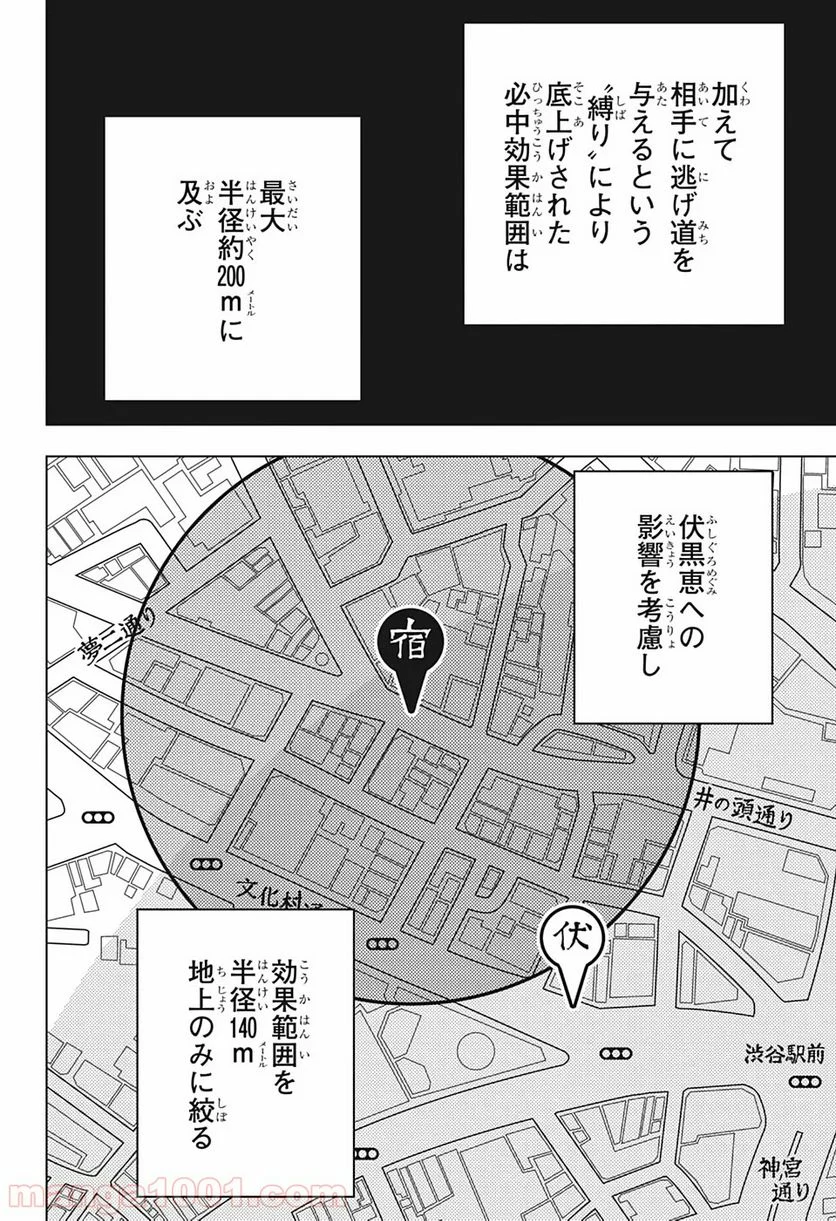 加えて
相手に逃げ道を
与えるという
〝縛り〟により
底上げされた
必中効果範囲は
最大
半径約200mに
及ぶ
伏黒恵への
影響を考慮し
宿
夢二通り
井の頭通り
文化村通
伏
効果範囲を
半径140m
地上のみに絞る
渋谷駅前
神宮
通り
manga1001.com